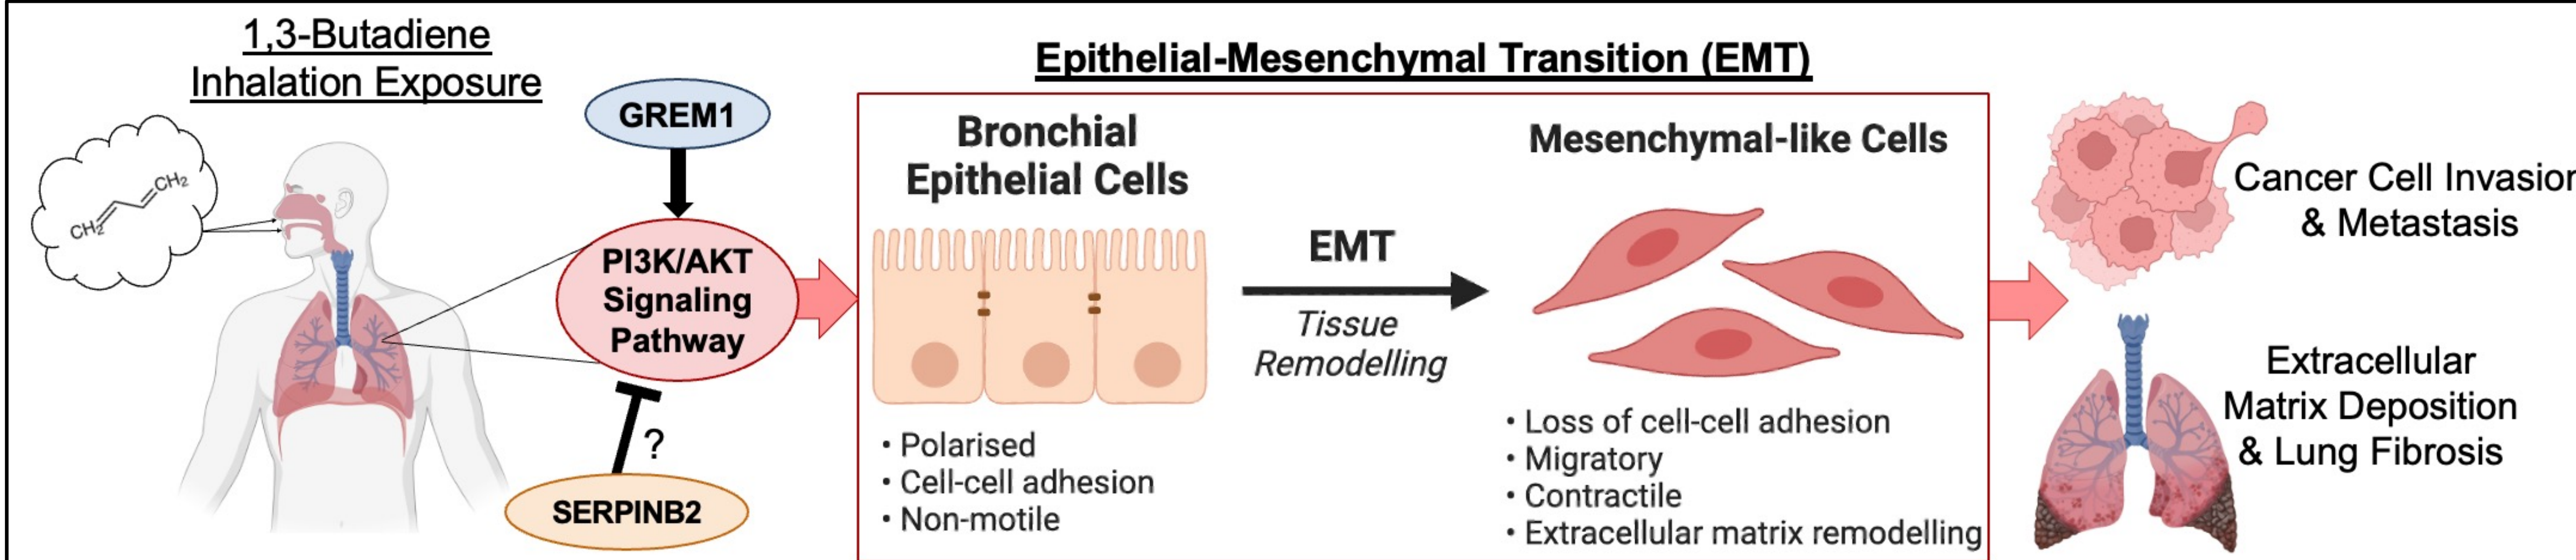 1,3-Butadiene
Inhalation Exposure
CH₂
CH₂
GREM1
PI3K/AKT
Signaling
Pathway
?
SERPINB2
Epithelial-Mesenchymal Transition (EMT)
Bronchial
Epithelial Cells
• Polarised
• Cell-cell adhesion
• Non-motile
EMT
Tissue
Remodelling
Mesenchymal-like Cells
• Loss of cell-cell adhesion
• Migratory
• Contractile
• Extracellular matrix remodelling
Cancer Cell Invasion
& Metastasis
Extracellular
Matrix Deposition
& Lung Fibrosis